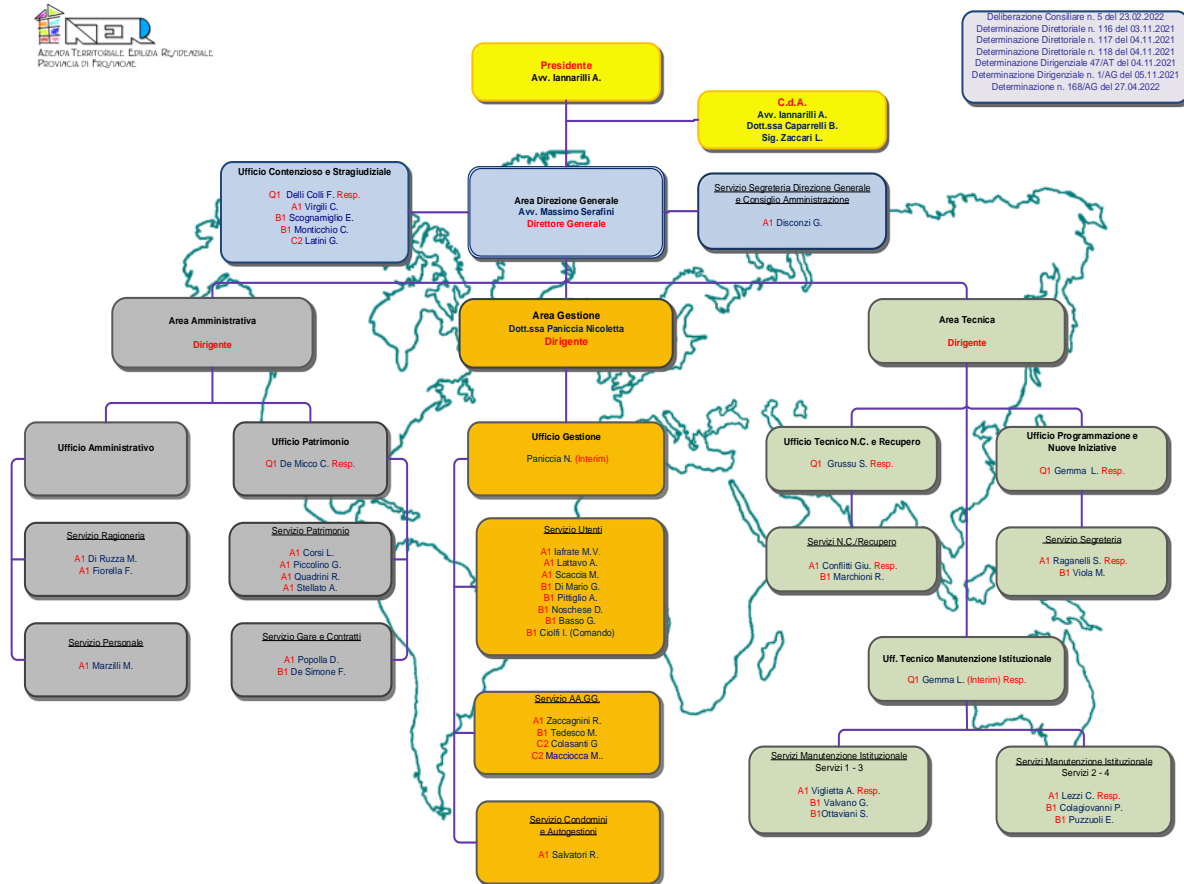 AZIENDA TERRITORIALE EDILIZIA RESIDENZIALE
PROVINCIA DI FROSINONE
Deliberazione Consiliare n. 5 del 23.02.2022
Determinazione Direttoriale n. 116 del 03.11.2021
Determinazione Direttoriale n. 117 del 04.11.2021
Determinazione Direttoriale n. 118 del 04.11.2021
Determinazione Dirigenziale 47/AT del 04.11.2021
Determinazione Dirigenziale n. 1/AG del 05.11.2021
Determinazione n. 168/AG del 27.04.2022
Presidente
Avv. Iannarilli A.
C.d.A.
Avv. Iannarilli A.
Dott.ssa Caparrelli B.
Sig. Zaccari L.
Ufficio Contenzioso e Stragiudiziale
Q1 Delli Colli F. Resp.
A1 Virgili C.
B1 Scognamiglio E.
B1 Monticchio C.
C2 Latini G.
Area Direzione Generale
Avv. Massimo Serafini
Direttore Generale
Servizio Segreteria Direzione Generale
e Consiglio Amministrazione
A1 Disconzi G.
Area Amministrativa
Dirigente
Area Gestione
Dott.ssa Paniccia Nicoletta
Dirigente
Area Tecnica
Dirigente
Ufficio Amministrativo
Ufficio Patrimonio
Q1 De Micco C. Resp.
Ufficio Gestione
Paniccia N. (Interim)
Ufficio Tecnico N.C. e Recupero
Q1 Grussu S. Resp.
Ufficio Programmazione e
Nuove Iniziative
Q1 Gemma L. Resp.
Servizio Ragioneria
A1 Di Ruzza M.
A1 Fiorella F.
Servizio Patrimonio
A1 Corsi L.
A1 Piccolino G.
A1 Quadrini R.
A1 Stellato A.
Servizio Utenti
A1 Iafrate M.V.
A1 Lattavo A.
A1 Scaccia M.
B1 Di Mario G.
B1 Pittiglio A.
B1 Noschese D.
B1 Basso G.
B1 Ciolfi I. (Comando)
Servizi N.C./Recupero
A1 Conflitti Giu. Resp.
B1 Marchioni R.
Servizio Segreteria
A1 Raganelli S. Resp.
B1 Viola M.
Servizio Personale
A1 Marzilli M.
Servizio Gare e Contratti
A1 Popolla D.
B1 De Simone F.
Uff. Tecnico Manutenzione Istituzionale
Q1 Gemma L. (Interim) Resp.
Servizio AA.GG.
A1 Zaccagnini R.
B1 Tedesco M.
C2 Colasanti G
C2 Macciocca M..
Servizi Manutenzione Istituzionale
Servizi 1 - 3
A1 Viglietta A. Resp.
B1 Valvano G.
B1Ottaviani S.
Servizi Manutenzione Istituzionale
Servizi 2 - 4
A1 Lezzi C. Resp.
B1 Colagiovanni P.
B1 Puzzuoli E.
Servizio Condomini
e Autogestioni
A1 Salvatori R.